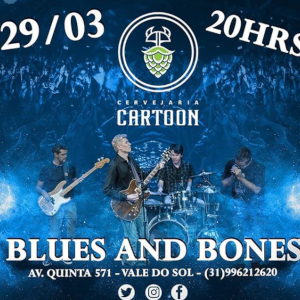 29/03
20HRS
CERVEJARIA
CARTOON
BLUES AND BONES
AV. QUINTA 571 - VALE DO SOL - (31)996212620